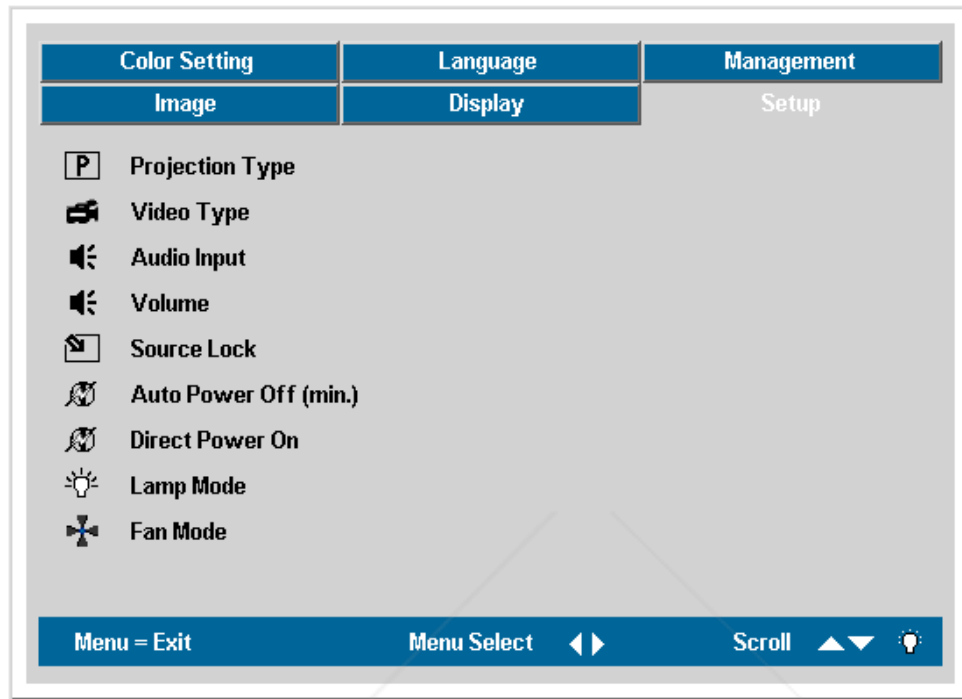 Color Setting Language Management
Image Display Setup
P Projection Type
Video Type
Audio Input
Volume
Source Lock
Auto Power Off (min.)
Direct Power On
Lamp Mode
Fan Mode
Menu = Exit Menu Select Scroll